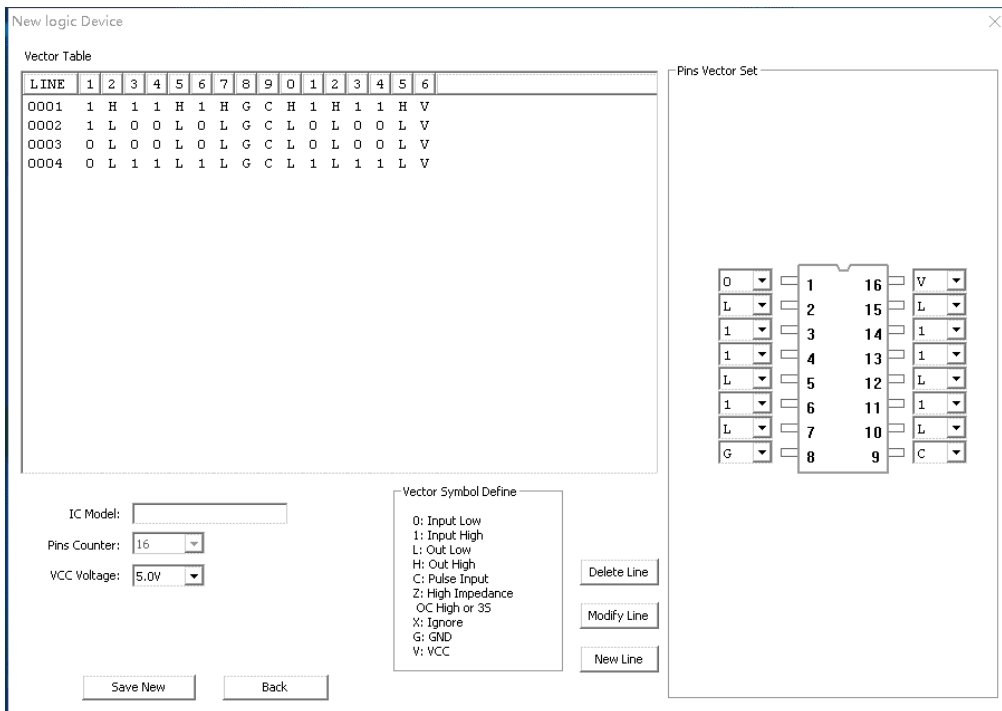 New logic Device
Vector Table
LINE 1 2 3 4 5 6 7 8 9 0 1 2 3 4 5 6
0001 1 H 1 1 H 1 H G C H 1 H 1 1 H V
0002 1 L 0 0 L 0 L G C L 0 L 0 0 L V
0003 0 L 0 0 L 0 L G C L 0 L 0 0 L V
0004 0 L 1 1 L 1 L G C L 1 L 1 1 L V
Pins Vector Set
0 1 16 V
L 2 15 L
1 3 14 1
1 4 13 1
L 5 12 L
1 6 11 1
L 7 10 L
G 8 9 C
IC Model:
Pins Counter: 16
VCC Voltage: 5.0V
Vector Symbol Define
0: Input Low
1: Input High
L: Out Low
H: Out High
C: Pulse Input
Z: High Impedance
OC High or 3S
X: Ignore
G: GND
V: VCC
Delete Line
Modify Line
New Line
Save New Back